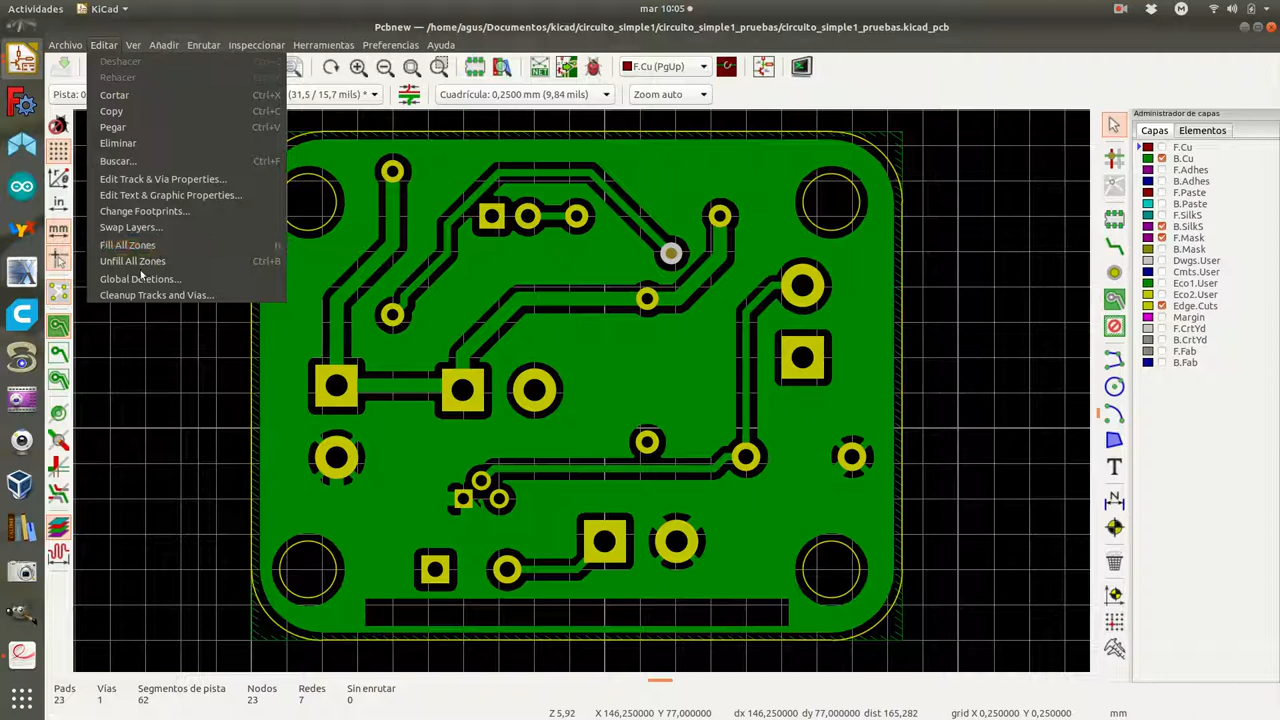 Actividades KiCad mar 10:05
Pcbnew — /home/agus/Documentos/kicad/circuito_simple1/circuito_simple1_pruebas/circuito_simple1_pruebas.kicad_pcb
Archivo Editar Ver Añadir Enrutar Inspeccionar Herramientas Preferencias Ayuda
F.Cu (PgUp)
Pista: 0 (31,5 / 15,7 mils) * Cuadrícula: 0,2500 mm (9,84 mils) Zoom auto
Deshacer
Rehacer
Cortar Ctrl+X
Copy Ctrl+C
Pegar Ctrl+V
Eliminar
Buscar... Ctrl+F
Edit Track & Via Properties...
Edit Text & Graphic Properties...
Change Footprints...
Swap Layers...
Fill All Zones
Unfill All Zones Ctrl+B
Global Deletions...
Cleanup Tracks and Vias...
in
mm
NET
T
N
Administrador de capas
Capas Elementos
F.Cu
B.Cu
F.Adhes
B.Adhes
F.Paste
B.Paste
F.SilkS
B.SilkS
F.Mask
B.Mask
Dwgs.User
Cmts.User
Eco1.User
Eco2.User
Edge.Cuts
Margin
F.CrtYd
B.CrtYd
F.Fab
B.Fab
Pads Vías Segmentos de pista Nodos Redes Sin enrutar
23 1 62 23 7 0
Z 5,92 X 146,250000 Y 77,000000 dx 146,250000 dy 77,000000 dist 165,282 grid X 0,250000 Y 0,250000 mm